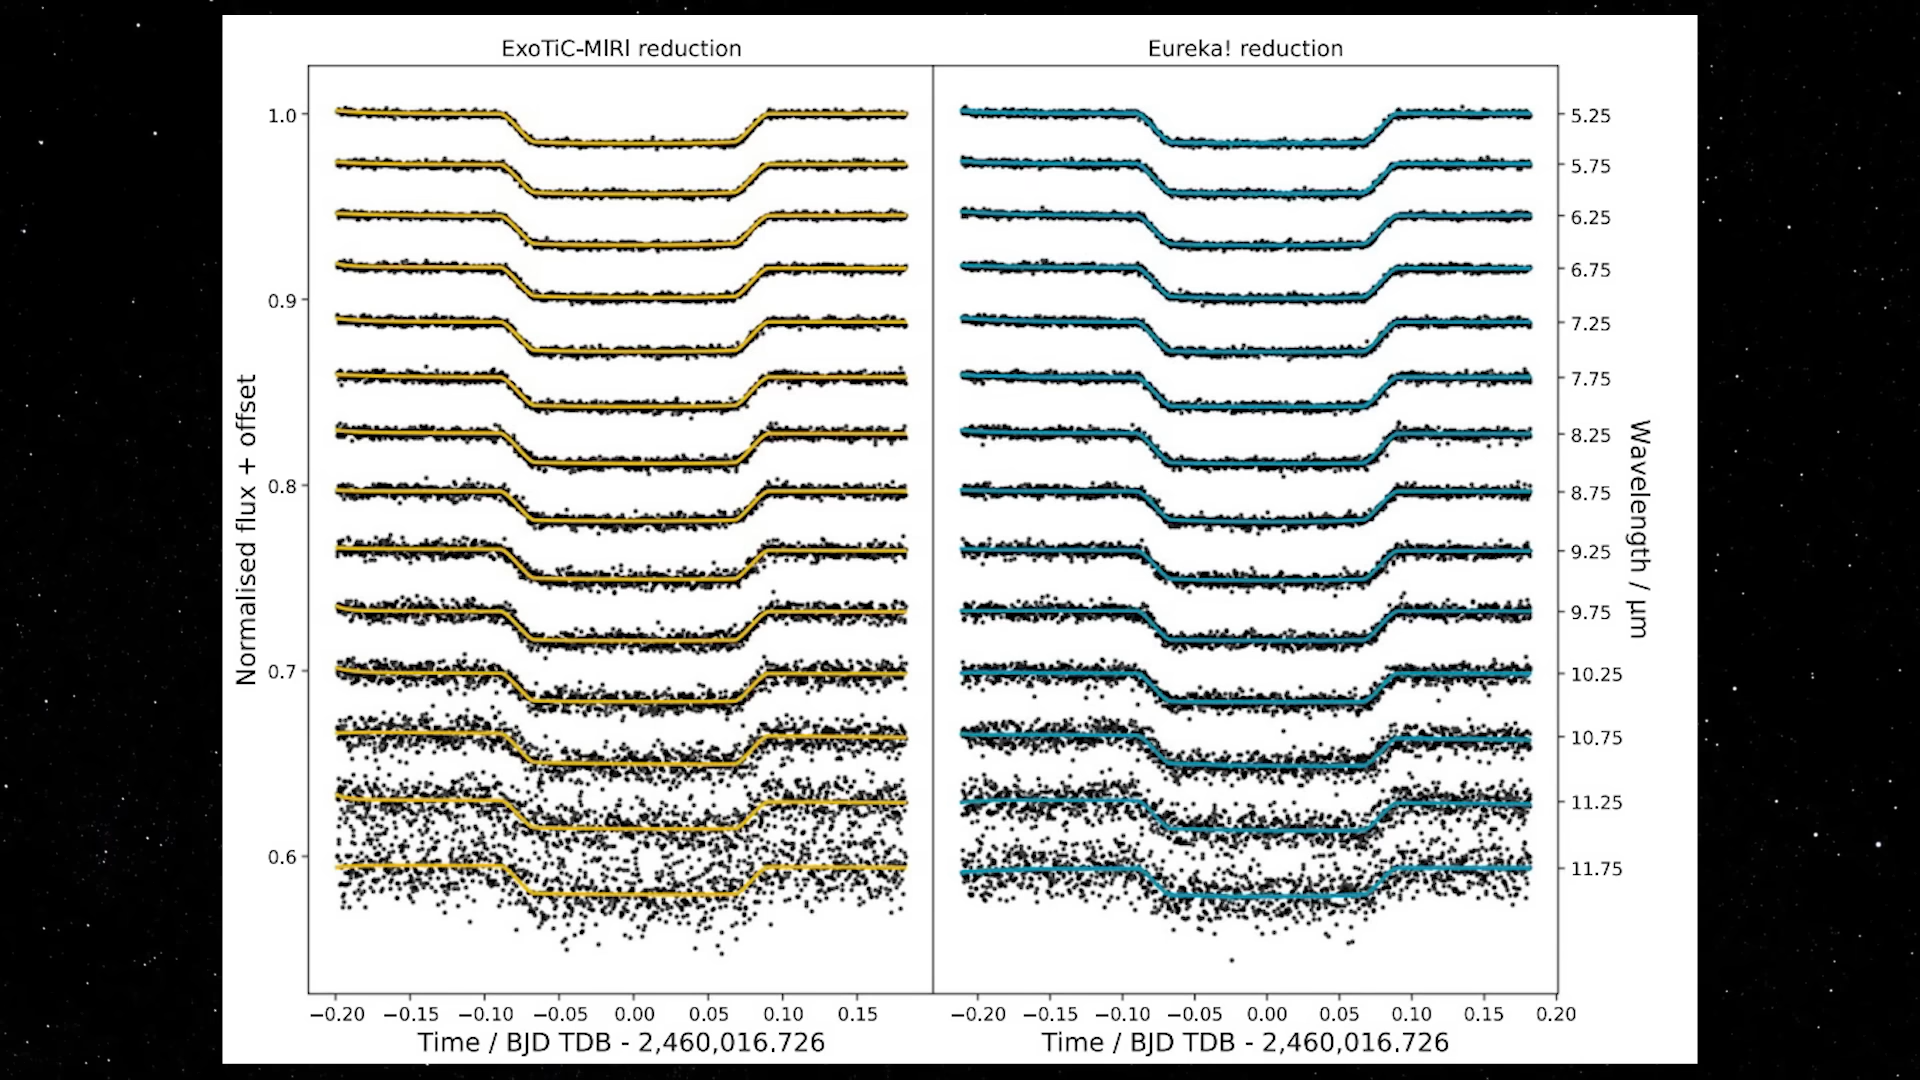 ExoTiC-MIRI reduction
Eureka! reduction
Normalised flux + offset
1.0
0.9
0.8
0.7
0.6
5.25
5.75
6.25
6.75
7.25
7.75
8.25
8.75
9.25
9.75
10.25
10.75
11.25
11.75
Wavelength / µm
−0.20 −0.15 −0.10 −0.05 0.00 0.05 0.10 0.15
−0.20 −0.15 −0.10 −0.05 0.00 0.05 0.10 0.15 0.20
Time / BJD TDB - 2,460,016.726
Time / BJD TDB - 2,460,016.726